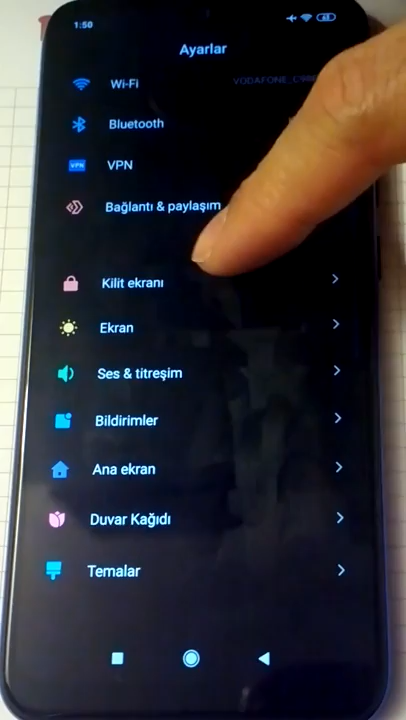 1:50
Ayarlar
Wi-Fi
Bluetooth
VPN VPN
Bağlantı & paylaşım
Kilit ekranı
Ekran
Ses & titreşim
Bildirimler
Ana ekran
Duvar Kağıdı
Temalar